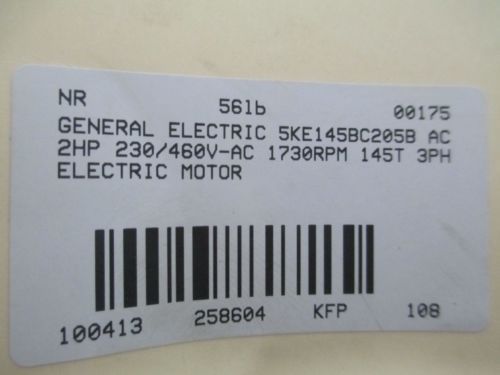 NR 56lb 00175
GENERAL ELECTRIC 5KE145BC205B AC
2HP 230/460V-AC 1730RPM 145T 3PH
ELECTRIC MOTOR
100413 258604 KFP 108